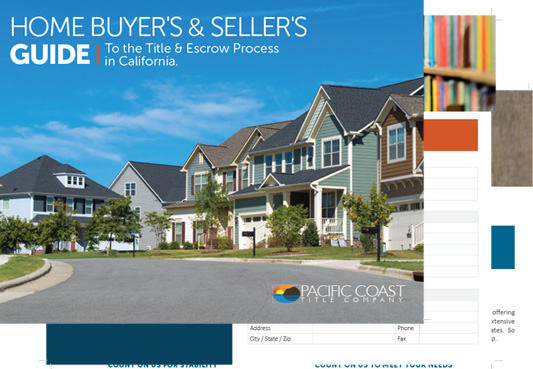 HOME BUYER'S & SELLER'S
GUIDE | To the Title & Escrow Process
in California.
PACIFIC COAST
TITLE COMPANY
offering
xtensive
ates. So
p.
Address Phone
City / State / Zip Fax
COUNT ON US FOR STABILITY COUNT ON US TO MEET YOUR NEEDS